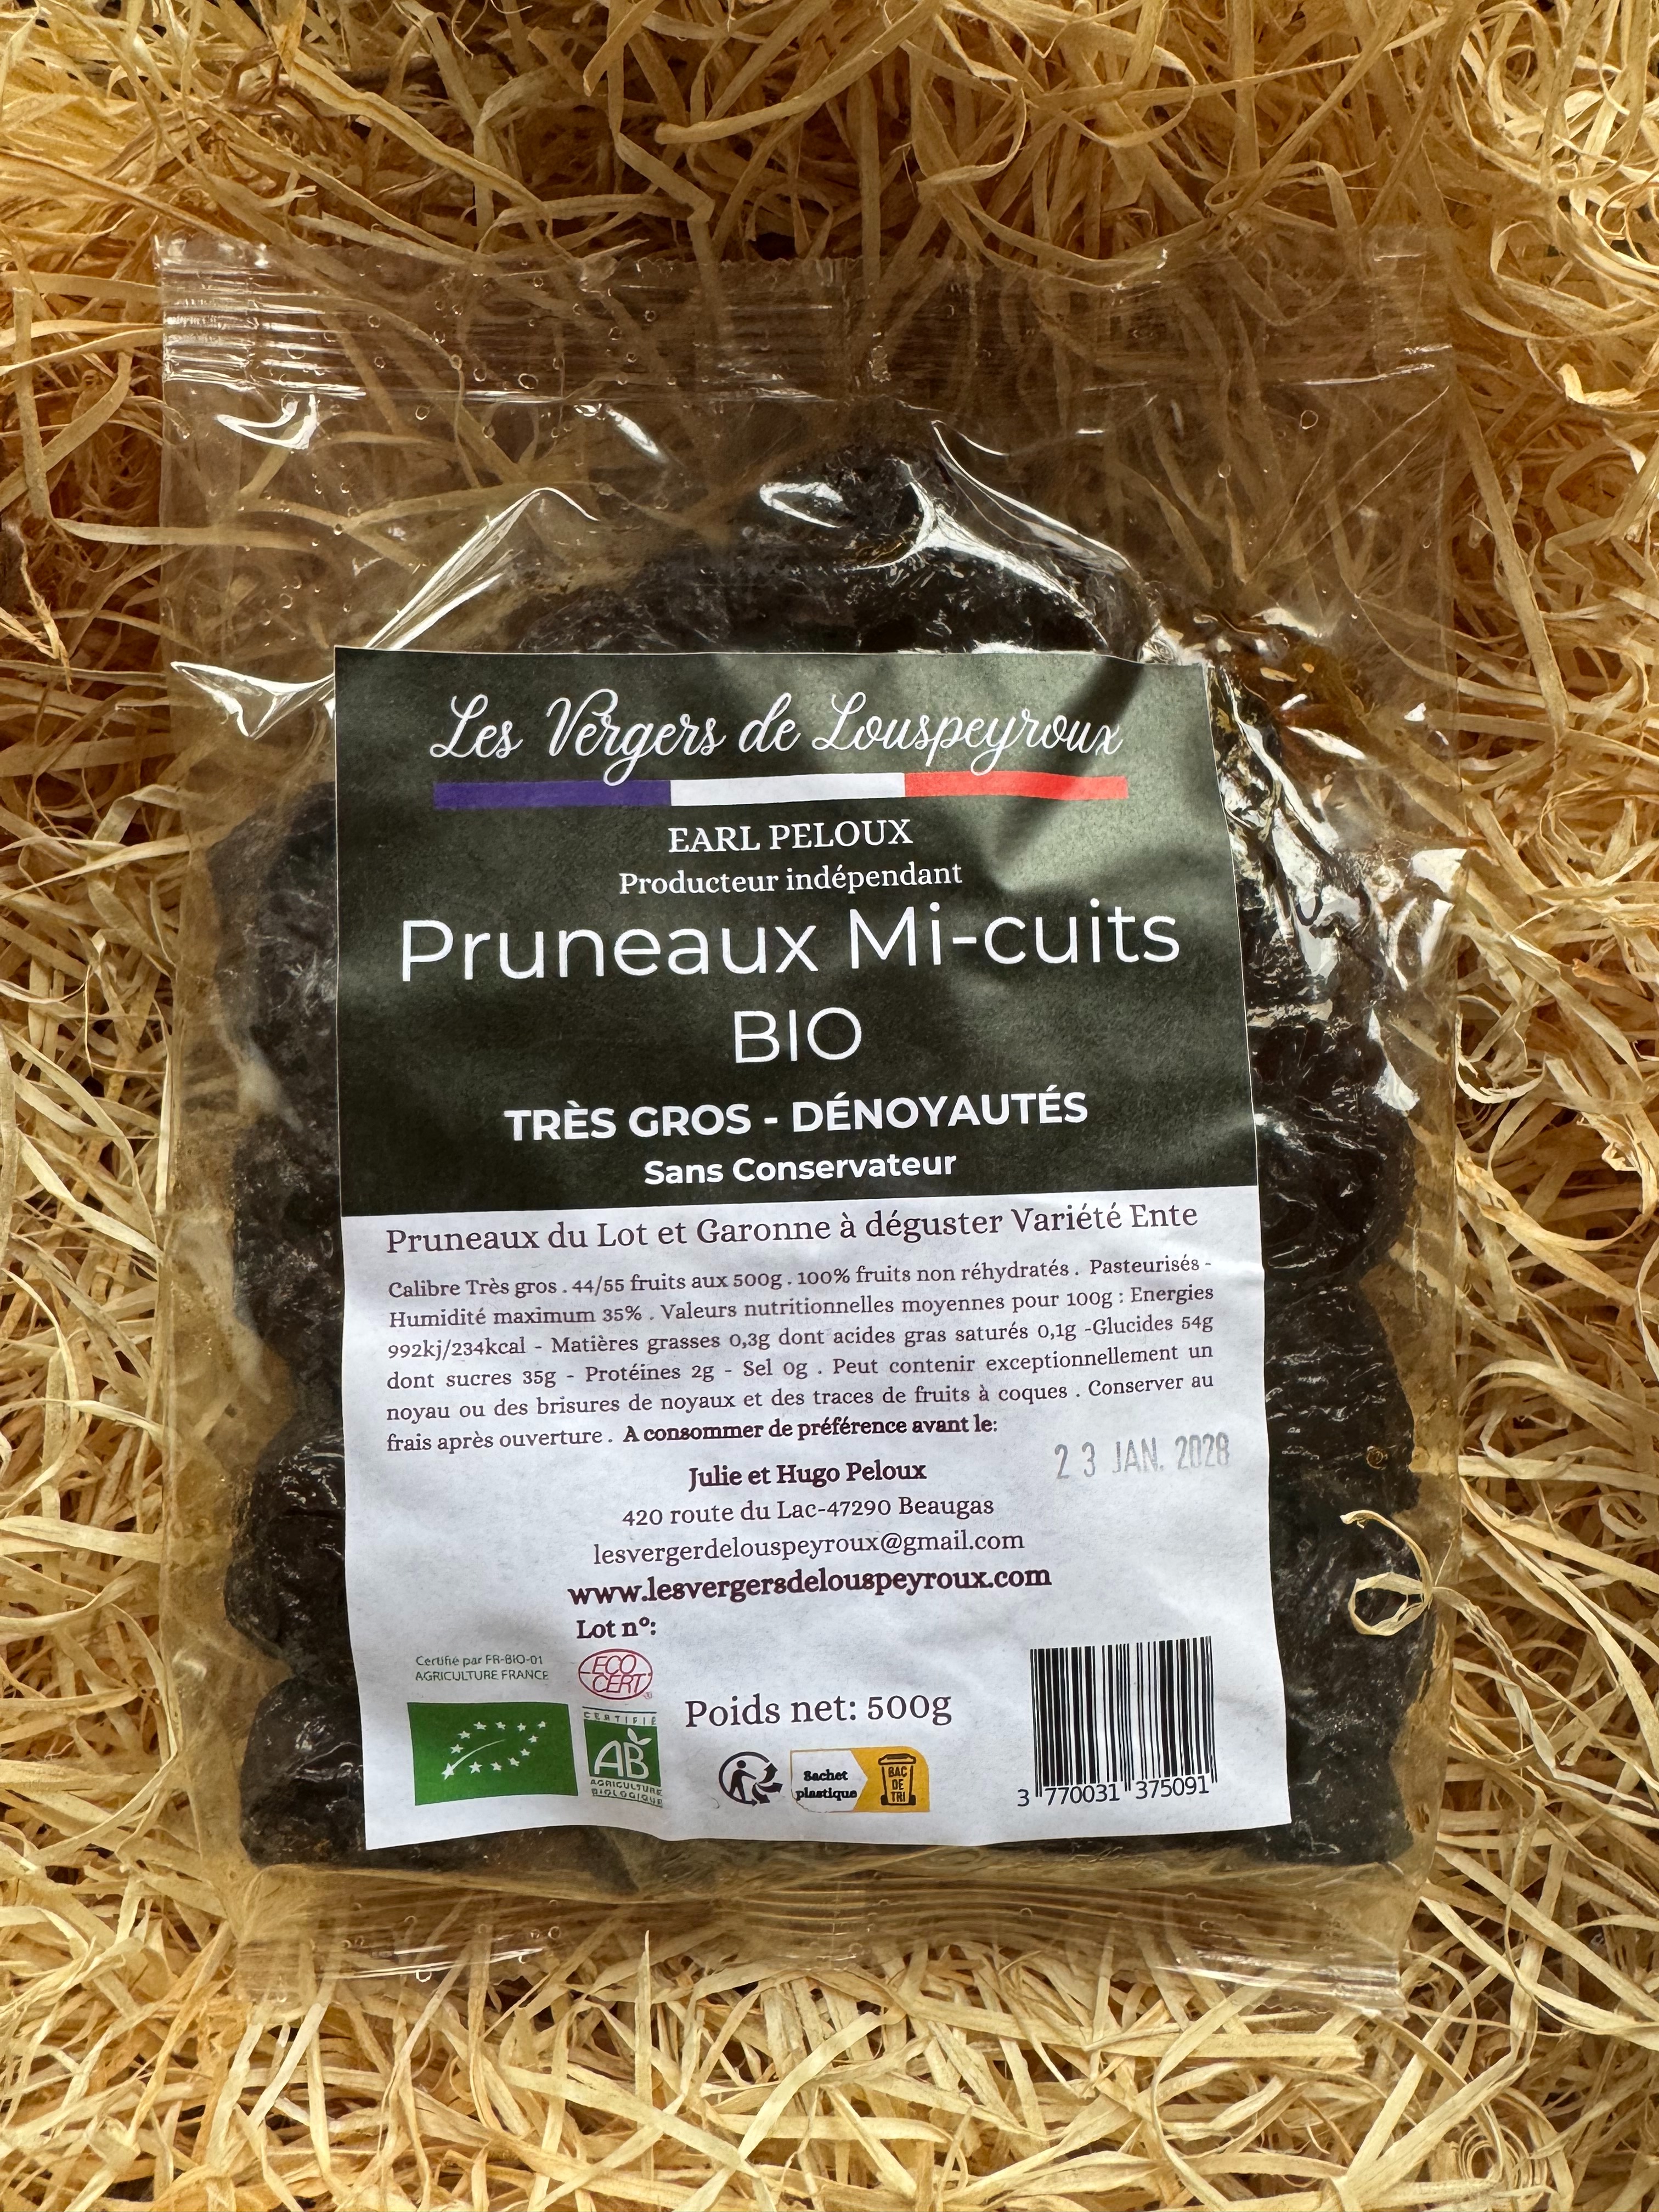 Les Vergers de Louspeyroux
EARL PELOUX
Producteur indépendant
Pruneaux Mi-cuits
BIO
TRÈS GROS - DÉNOYAUTÉS
Sans Conservateur
Pruneaux du Lot et Garonne à déguster Variété Ente
Calibre Très gros . 44/55 fruits aux 500g . 100% fruits non réhydratés . Pasteurisés -
Humidité maximum 35% . Valeurs nutritionnelles moyennes pour 100g : Energies
992kj/234kcal - Matières grasses 0,3g dont acides gras saturés 0,1g -Glucides 54g
dont sucres 35g - Protéines 2g - Sel 0g . Peut contenir exceptionnellement un
noyau ou des brisures de noyaux et des traces de fruits à coques . Conserver au
frais après ouverture . A consommer de préférence avant le:
23 JAN. 2028
Julie et Hugo Peloux
420 route du Lac-47290 Beaugas
lesvergerdelouspeyroux@gmail.com
www.lesvergersdelouspeyroux.com
Lot n°:
Certifié par FR-BIO-01
AGRICULTURE FRANCE
ECO
CERT
®
CERTIFIÉ
AB
AGRICULTURE
BIOLOGIQUE
Poids net: 500g
Sachet
plastique
BAC
DE
TRI
3 770031 375091